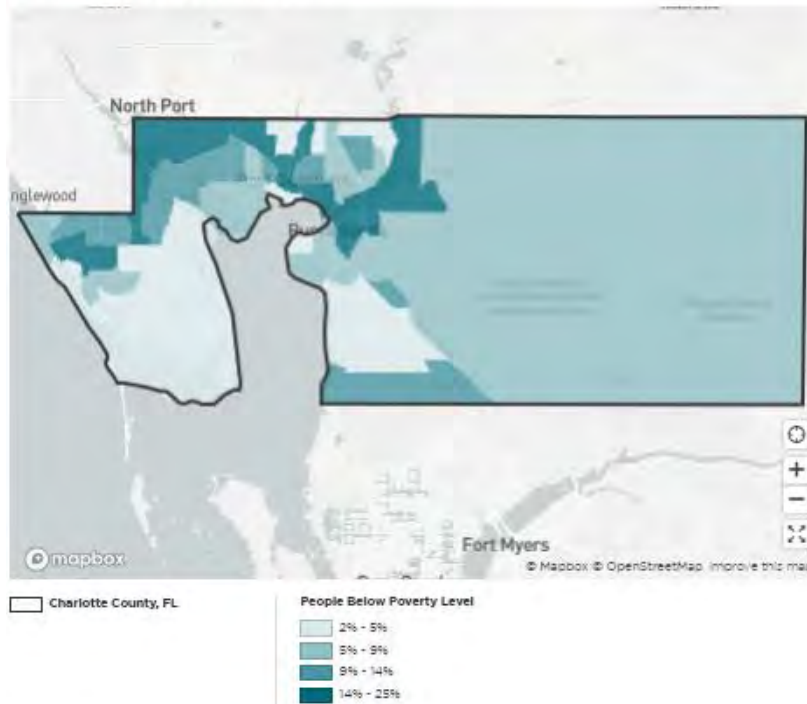 North Port
nglewood
Fort Myers
mapbox
© Mapbox © OpenStreetMap Improve this map
Charlotte County, FL
People Below Poverty Level
2% - 5%
5% - 9%
9% - 14%
14% - 25%